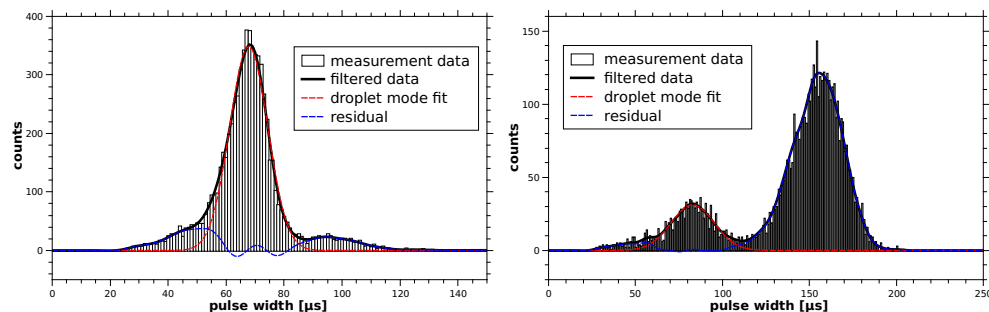 400
300
200
100
0
counts
measurement data
filtered data
droplet mode fit
residual
0
20
40
60
80
100
120
140
pulse width [µs]
150
100
50
0
counts
measurement data
filtered data
droplet mode fit
residual
0
50
100
150
200
250
pulse width [µs]